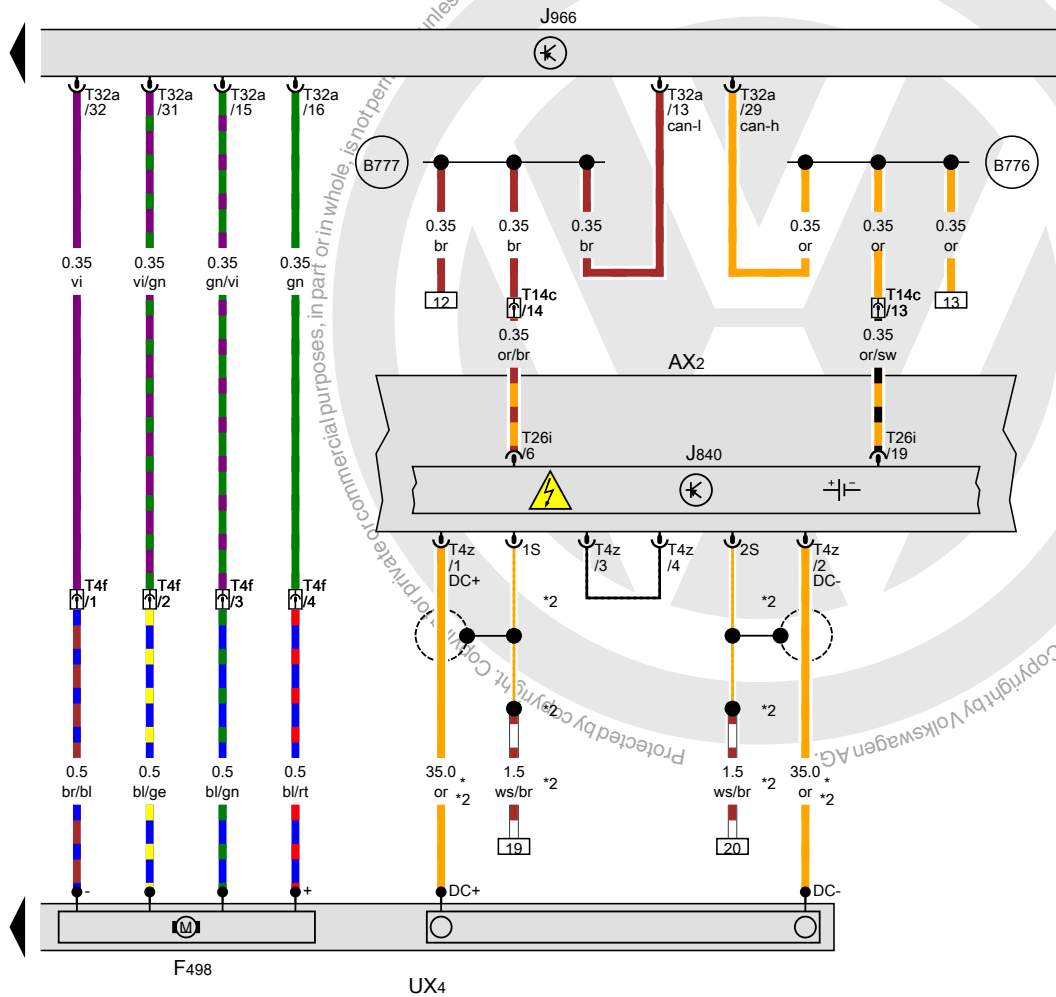 J966
T32a /32
T32a /31
T32a /15
T32a /16
T32a /13 can-l
T32a /29 can-h
B777
B776
0.35 br
0.35 br
0.35 br
0.35 or
0.35 or
0.35 or
0.35 vi
0.35 vi/gn
0.35 gn/vi
0.35 gn
12
T14c /14
T14c /13
13
0.35 or/br
0.35 or/sw
AX2
T26i /6
J840
T26i /19
+ -
T4z /1 DC+
1S
T4z /3
T4z /4
2S
T4z /2 DC-
T4f /1
T4f /2
T4f /3
T4f /4
*2
*2
*2
*2
0.5 br/bl
0.5 bl/ge
0.5 bl/gn
0.5 bl/rt
35.0 or * *2
1.5 ws/br *2
1.5 ws/br *2
35.0 or * *2
19
20
-
+
DC+
DC-
M
F498
UX4
unless
is not perm
in part or in whole,
or commercial purposes,
for private
Protected by copyright. Copyi
Copyright by Volkswagen AG.